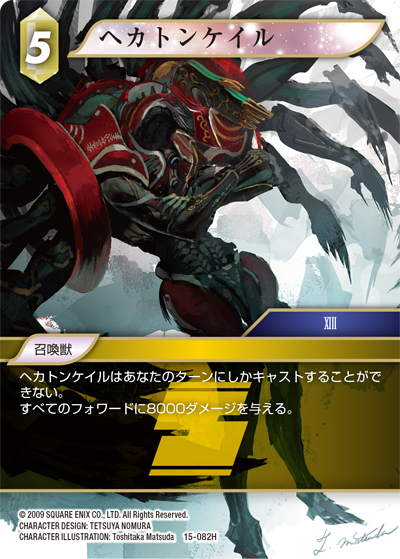 5
ヘカトンケイル
XIII
召喚獣
ヘカトンケイルはあなたのターンにしかキャストすることがで
きない。
すべてのフォワードに8000ダメージを与える。
© 2009 SQUARE ENIX CO., LTD. All Rights Reserved.
CHARACTER DESIGN: TETSUYA NOMURA
CHARACTER ILLUSTRATION: Toshitaka Matsuda 15-082H